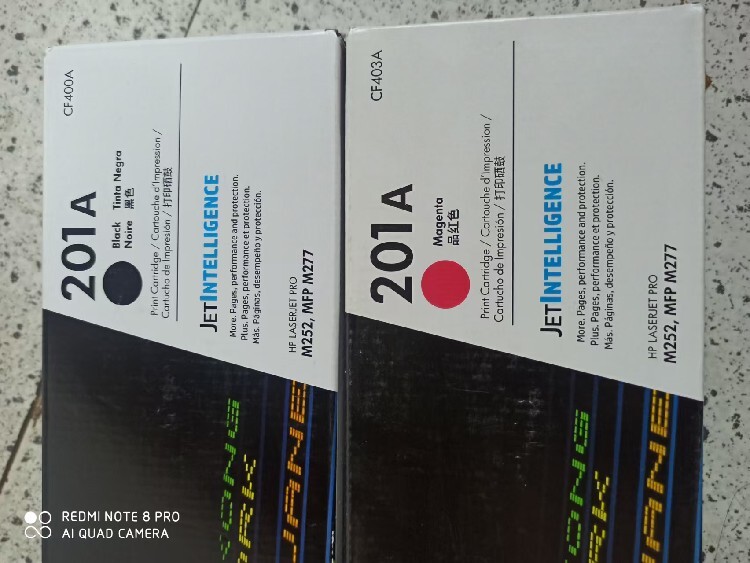 CF400A
201A
Black Tinta Negra
Noire 黑色
Print Cartridge / Cartouche d'impression /
Cartucho de Impresión / 打印硒鼓
JETINTELLIGENCE
More. Pages, performance and protection.
Plus. Pages, performance et protection.
Más. Páginas, desempeño y protección.
HP LASERJET PRO
M252, MFP M277
CF403A
201A
Magenta
品红色
Print Cartridge / Cartouche d'impression /
Cartucho de Impresión / 打印硒鼓
JETINTELLIGENCE
More. Pages, performance and protection.
Plus. Pages, performance et protection.
Más. Páginas, desempeño y protección.
HP LASERJET PRO
M252, MFP M277
REDMI NOTE 8 PRO
AI QUAD CAMERA